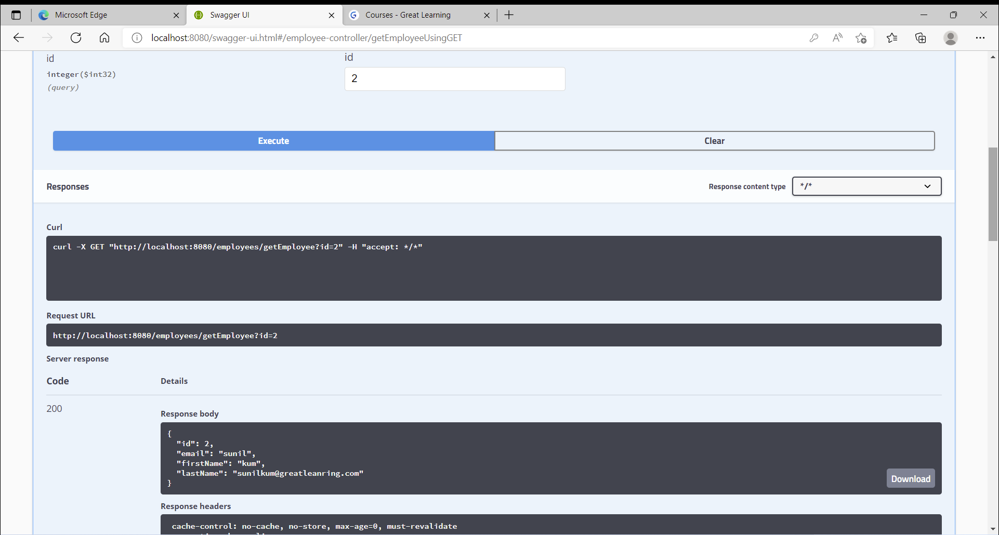 Microsoft Edge
Swagger UI
Courses - Great Learning
localhost:8080/swagger-ui.html#/employee-controller/getEmployeeUsingGET
id
integer($int32)
(query)
id
2
Execute
Clear
Responses
Response content type
*/*
Curl
curl -X GET "http://localhost:8080/employees/getEmployee?id=2" -H "accept: */*"
Request URL
http://localhost:8080/employees/getEmployee?id=2
Server response
Code
Details
200
Response body
{
"id": 2,
"email": "sunil",
"firstName": "kum",
"lastName": "sunilkum@greatleanring.com"
}
Download
Response headers
cache-control: no-cache, no-store, max-age=0, must-revalidate